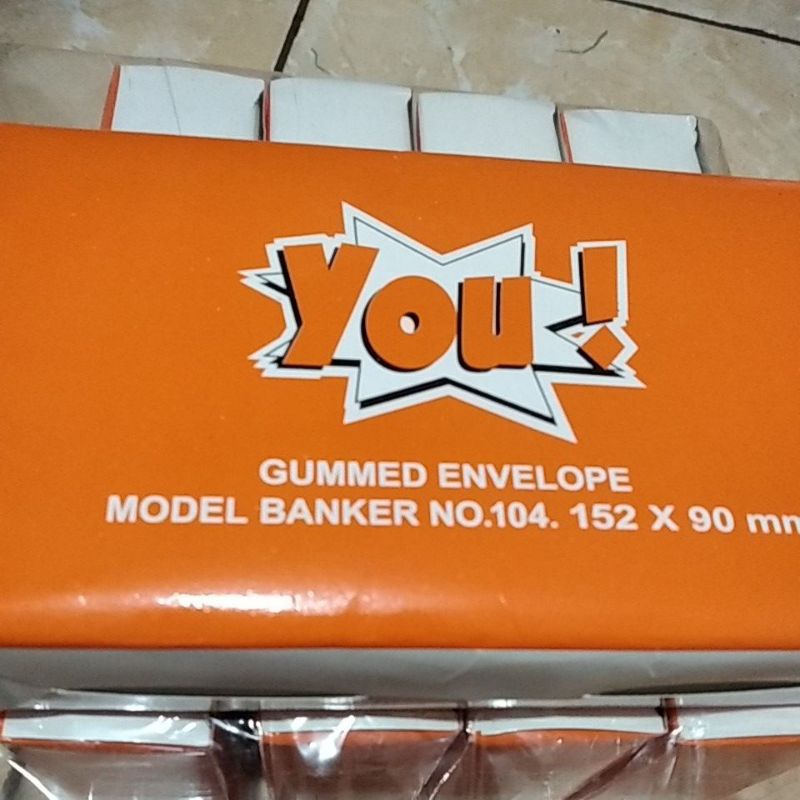 You!
GUMMED ENVELOPE
MODEL BANKER NO.104. 152 X 90 mm